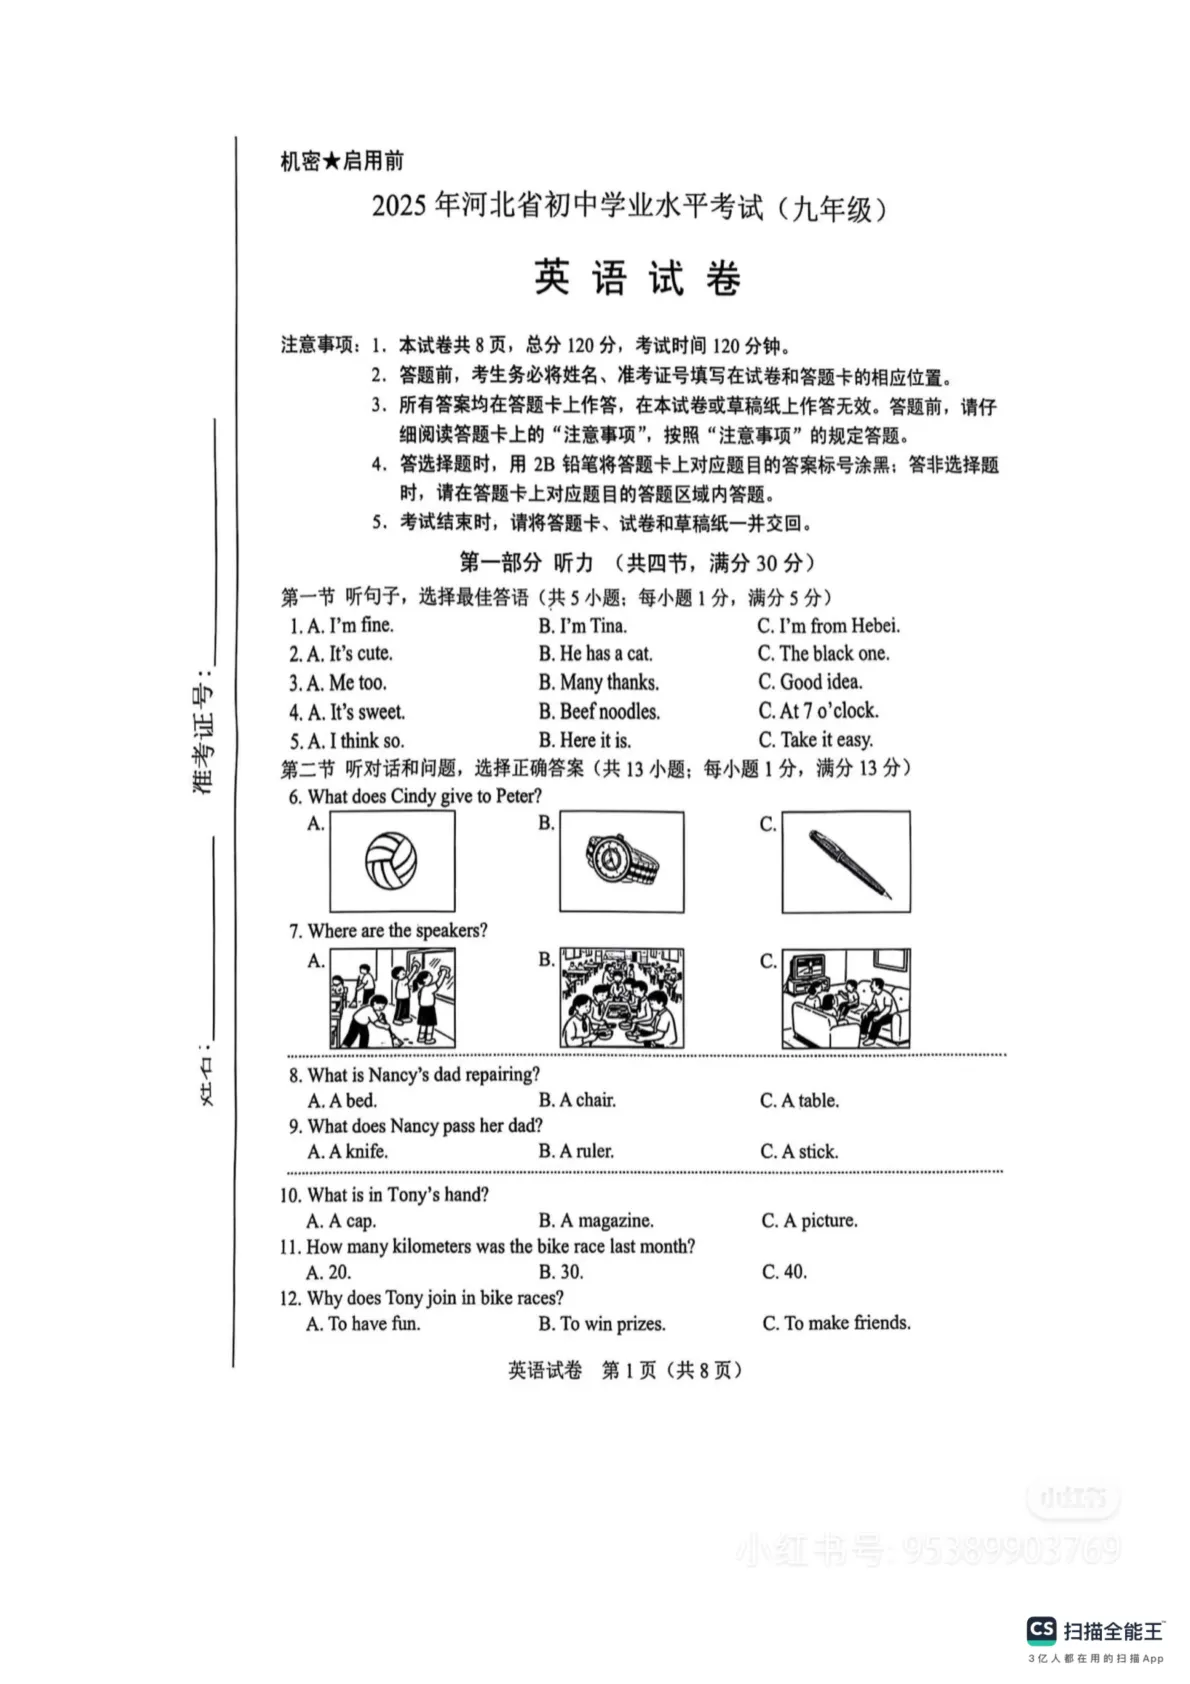 机密★启用前
2025 年河北省初中学业水平考试（九年级）
英 语 试 卷
注意事项：1．本试卷共 8 页，总分 120 分，考试时间 120 分钟。
2．答题前，考生务必将姓名、准考证号填写在试卷和答题卡的相应位置。
3．所有答案均在答题卡上作答，在本试卷或草稿纸上作答无效。答题前，请仔
细阅读答题卡上的“注意事项”，按照“注意事项”的规定答题。
4．答选择题时，用 2B 铅笔将答题卡上对应题目的答案标号涂黑；答非选择题
时，请在答题卡上对应题目的答题区域内答题。
5．考试结束时，请将答题卡、试卷和草稿纸一并交回。
第一部分 听力 （共四节，满分 30 分）
第一节 听句子，选择最佳答语（共 5 小题；每小题 1 分，满分 5 分）
1. A. I'm fine. B. I'm Tina. C. I'm from Hebei.
2. A. It's cute. B. He has a cat. C. The black one.
3. A. Me too. B. Many thanks. C. Good idea.
4. A. It's sweet. B. Beef noodles. C. At 7 o'clock.
5. A. I think so. B. Here it is. C. Take it easy.
第二节 听对话和问题，选择正确答案（共 13 小题；每小题 1 分，满分 13 分）
6. What does Cindy give to Peter?
A. B. C.
7. Where are the speakers?
A. B. C.
8. What is Nancy's dad repairing?
A. A bed. B. A chair. C. A table.
9. What does Nancy pass her dad?
A. A knife. B. A ruler. C. A stick.
10. What is in Tony's hand?
A. A cap. B. A magazine. C. A picture.
11. How many kilometers was the bike race last month?
A. 20. B. 30. C. 40.
12. Why does Tony join in bike races?
A. To have fun. B. To win prizes. C. To make friends.
英语试卷 第 1 页（共 8 页）
准考证号：
姓名：
小红书
小红书号: 95389903769
CS 扫描全能王™
3亿人都在用的扫描App